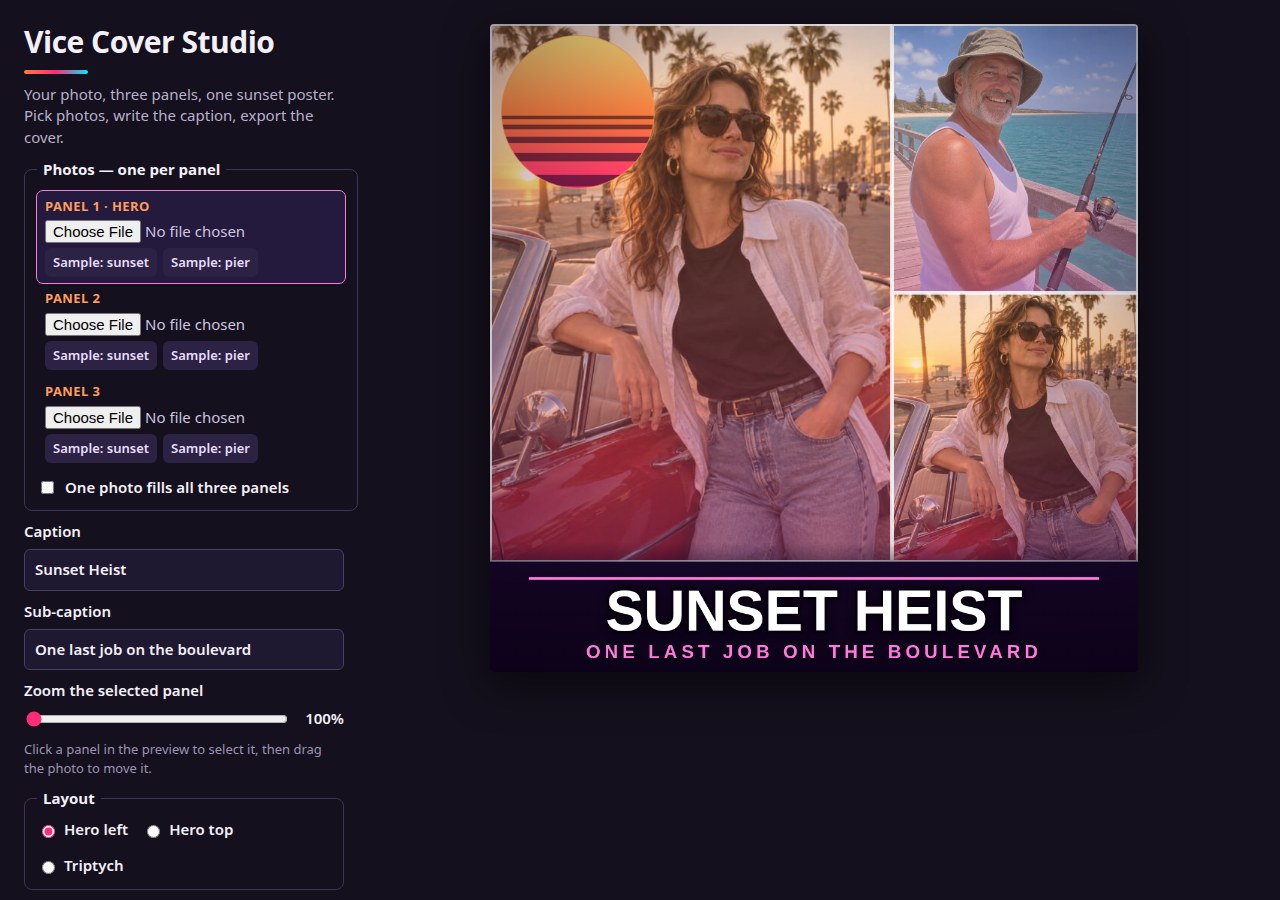 Vice Cover Studio
Your photo, three panels, one sunset poster.
Pick photos, write the caption, export the
cover.
Photos — one per panel
PANEL 1 · HERO
Choose File No file chosen
Sample: sunset Sample: pier
PANEL 2
Choose File No file chosen
Sample: sunset Sample: pier
PANEL 3
Choose File No file chosen
Sample: sunset Sample: pier
One photo fills all three panels
Caption
Sunset Heist
Sub-caption
One last job on the boulevard
Zoom the selected panel
100%
Click a panel in the preview to select it, then drag
the photo to move it.
Layout
Hero left Hero top
Triptych
SUNSET HEIST
ONE LAST JOB ON THE BOULEVARD